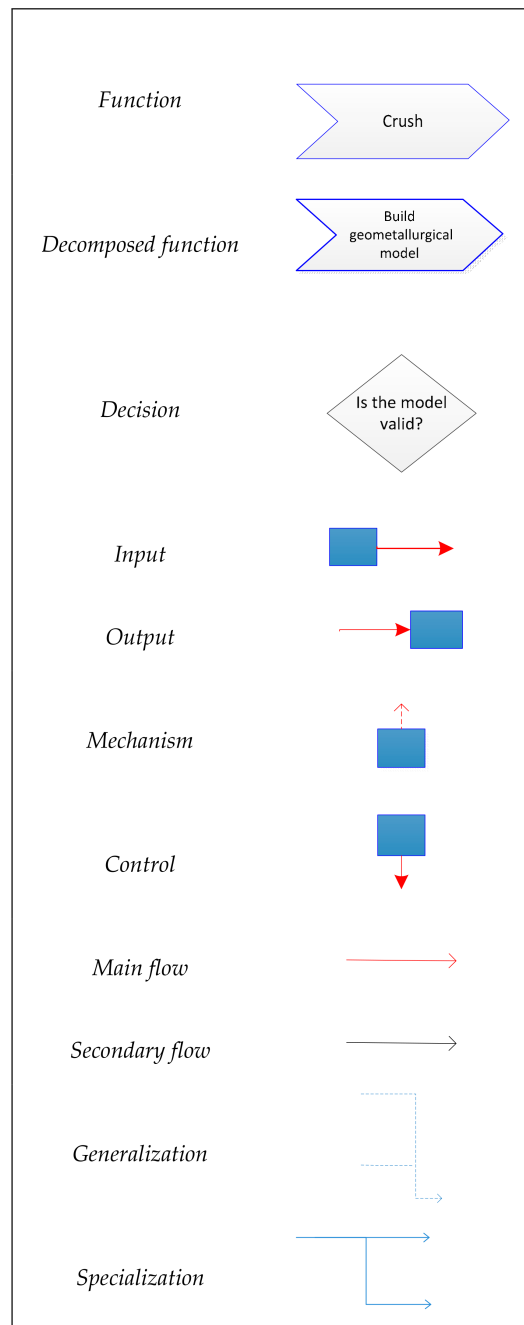 Function
Crush
Decomposed function
Build
geometallurgical
model
Decision
Is the model
valid?
Input
Output
Mechanism
Control
Main flow
Secondary flow
Generalization
Specialization